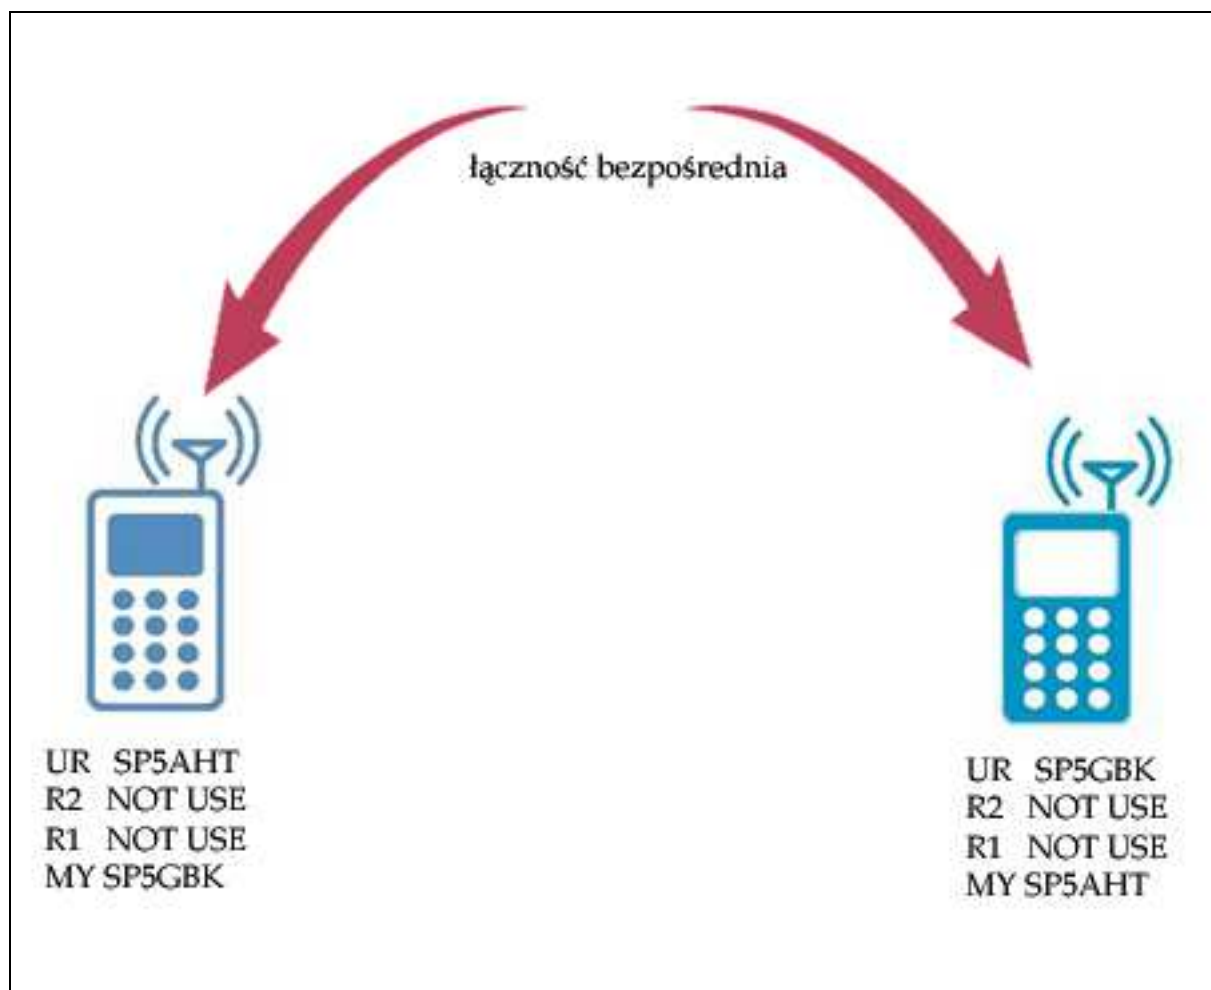 łączność bezpośrednia
UR SP5AHT
R2 NOT USE
R1 NOT USE
MY SP5GBK
UR SP5GBK
R2 NOT USE
R1 NOT USE
MY SP5AHT